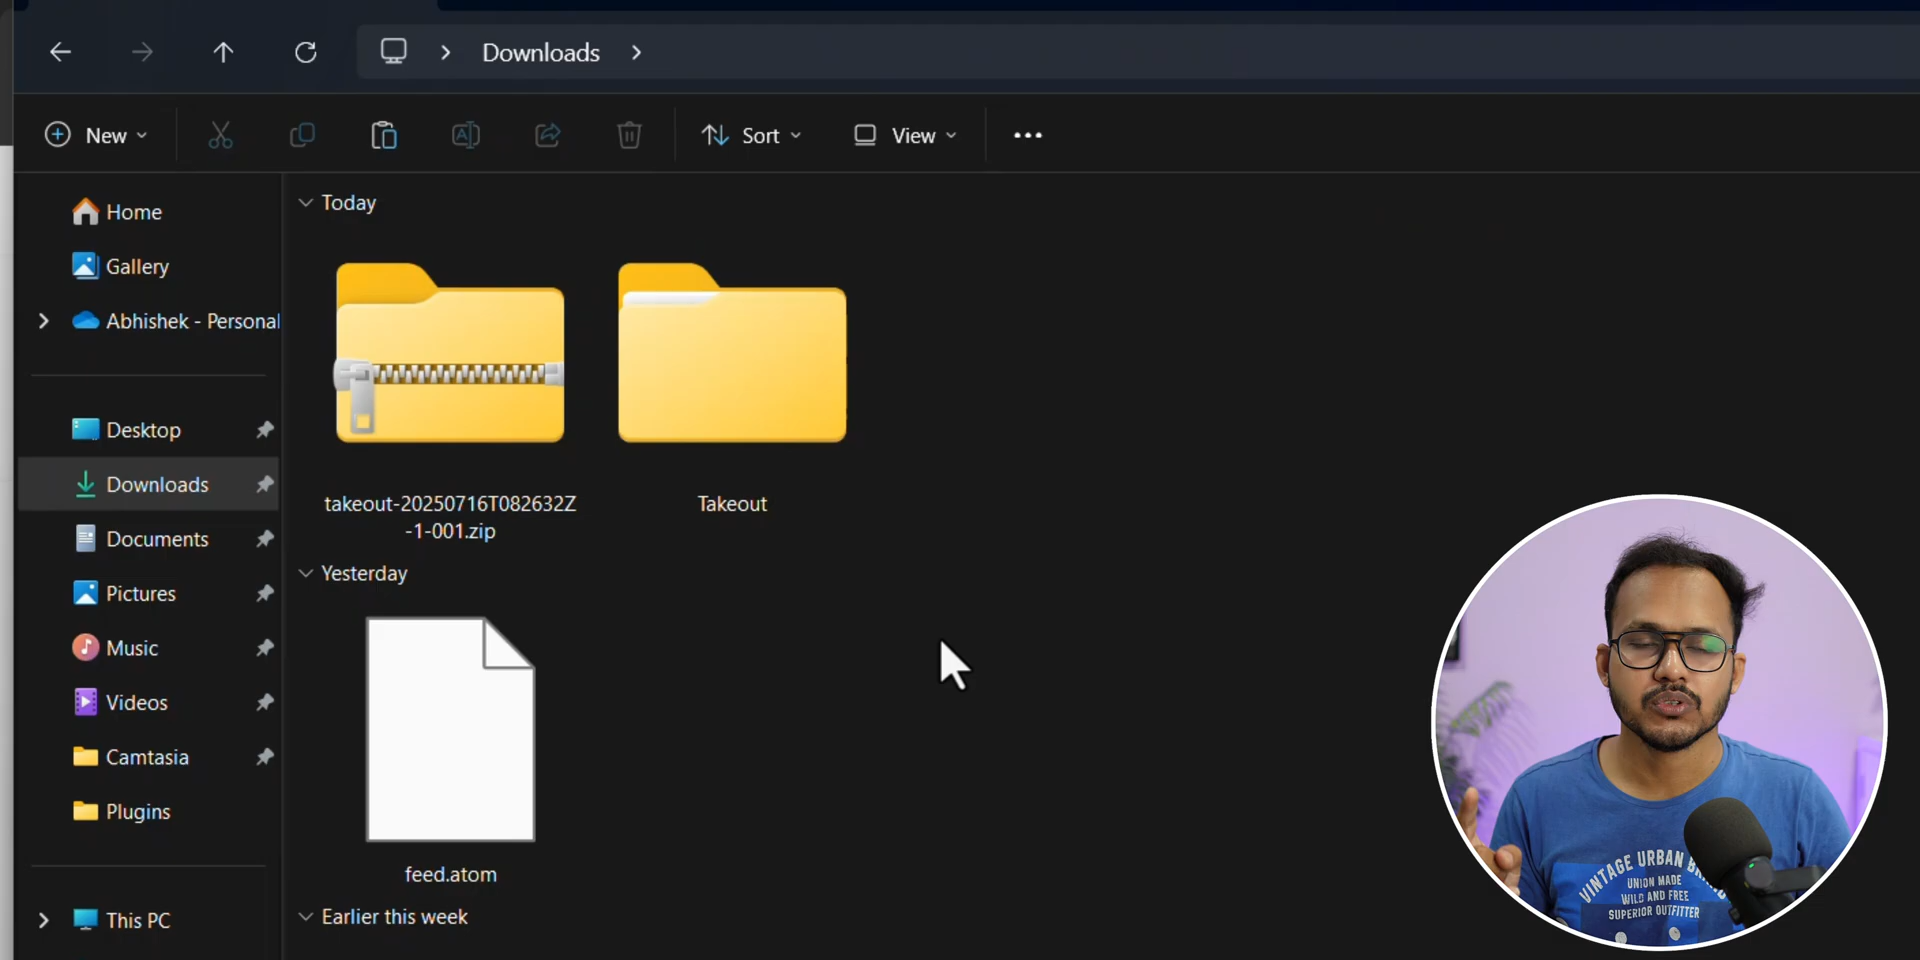 Downloads
New
Sort
View
Home
Gallery
Abhishek - Personal
Desktop
Downloads
Documents
Pictures
Music
Videos
Camtasia
Plugins
This PC
Today
takeout-20250716T082632Z
-1-001.zip
Takeout
Yesterday
feed.atom
Earlier this week
VINTAGE URBAN
UNION MADE
WILD AND FREE
SUPERIOR OUTFITTER